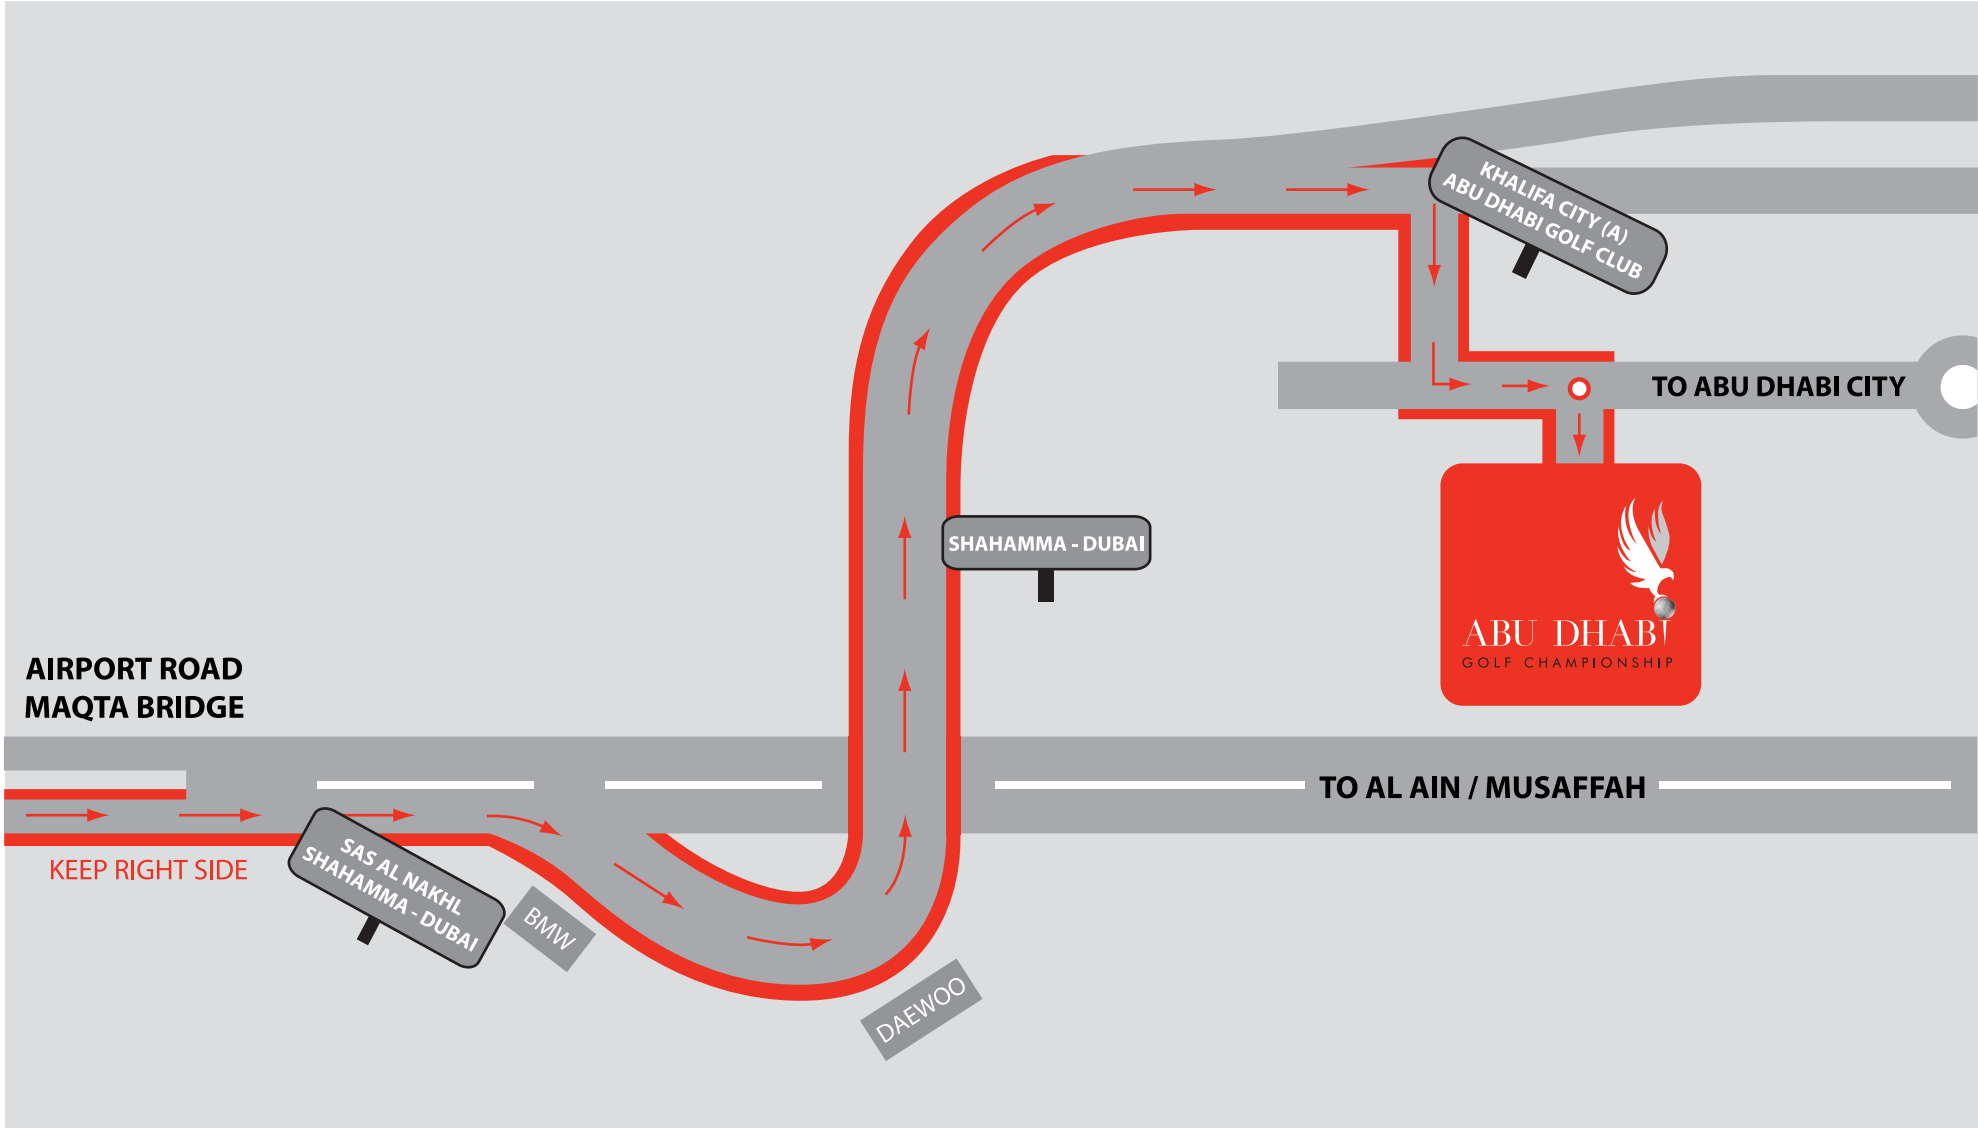 KHALIFA CITY (A)
ABU DHABI GOLF CLUB
TO ABU DHABI CITY
SHAHAMMA - DUBAI
ABU DHABI
GOLF CHAMPIONSHIP
AIRPORT ROAD
MAQTA BRIDGE
TO AL AIN / MUSAFFAH
KEEP RIGHT SIDE
SAS AL NAKHL
SHAHAMMA - DUBAI
BMW
DAEWOO